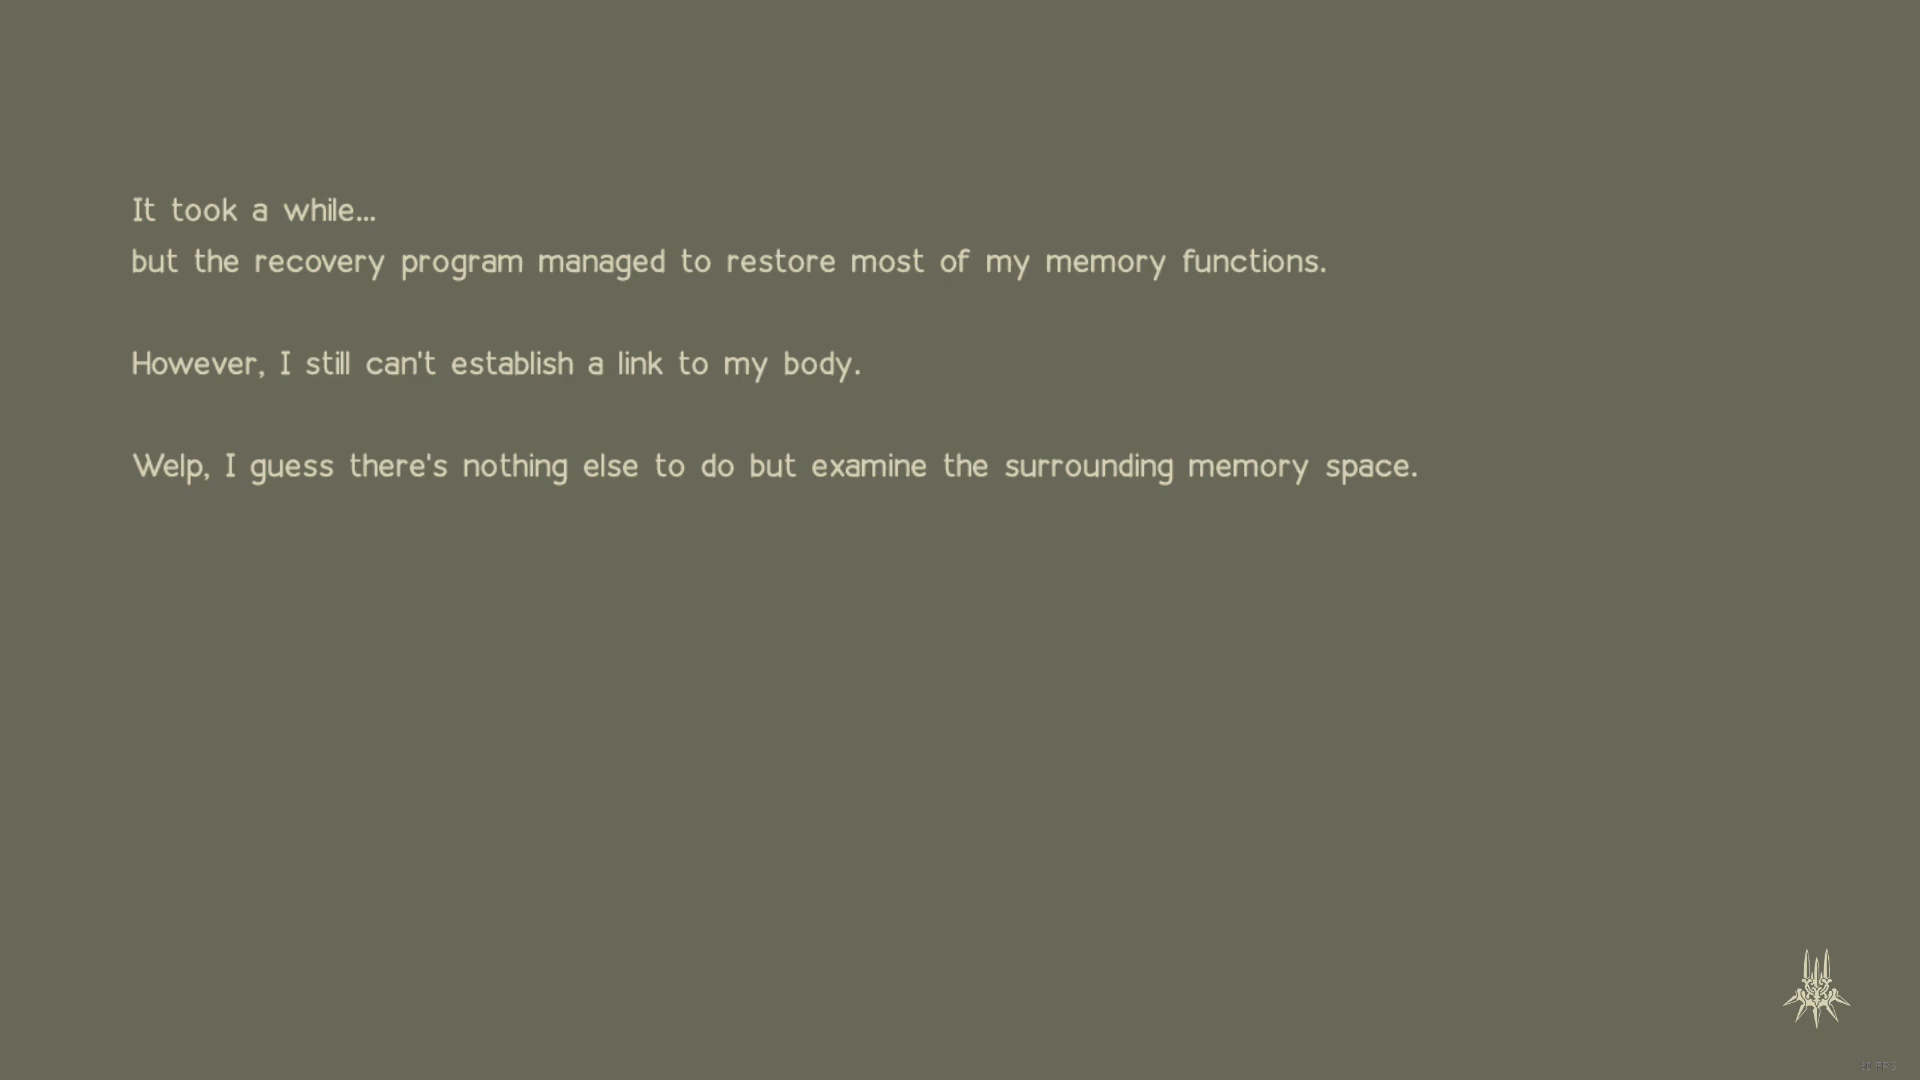 It took a while...
but the recovery program managed to restore most of my memory functions.
However, I still can't establish a link to my body.
Welp, I guess there's nothing else to do but examine the surrounding memory space.